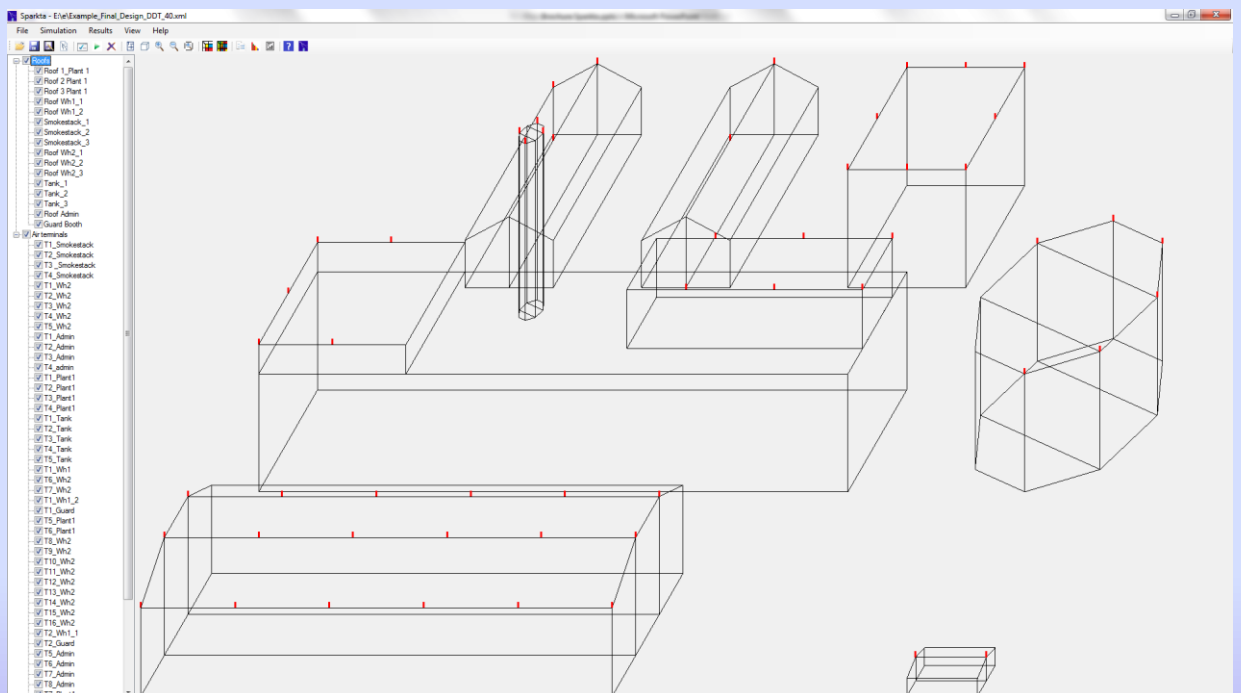 Sparkta - E:\e\Example_Final_Design_DDT_40.xml
File Simulation Results View Help
Roofs
Roof 1_Plant 1
Roof 2 Plant 1
Roof 3 Plant 1
Roof Wh1_1
Roof Wh1_2
Smokestack_1
Smokestack_2
Smokestack_3
Roof Wh2_1
Roof Wh2_2
Roof Wh2_3
Tank_1
Tank_2
Tank_3
Roof Admin
Guard Booth
Air terminals
T1_Smokestack
T2_Smokestack
T3 _Smokestack
T4_Smokestack
T1_Wh2
T2_Wh2
T3_Wh2
T4_Wh2
T5_Wh2
T1_Admin
T2_Admin
T3_Admin
T4_admin
T1_Plant1
T2_Plant1
T3_Plant1
T4_Plant1
T1_Tank
T2_Tank
T3_Tank
T4_Tank
T5_Tank
T1_Wh1
T6_Wh2
T7_Wh2
T1_Wh1_2
T1_Guard
T5_Plant1
T6_Plant1
T8_Wh2
T9_Wh2
T10_Wh2
T11_Wh2
T12_Wh2
T13_Wh2
T14_Wh2
T15_Wh2
T16_Wh2
T2_Wh1_1
T2_Guard
T5_Admin
T6_Admin
T7_Admin
T8_Admin